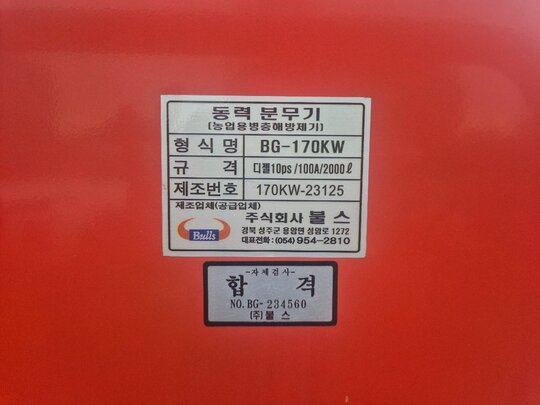 동력 분무기
(농업용병충해방제기)
형 식 명 BG-170KW
규 격 디젤10ps/100A/2000ℓ
제조번호 170KW-23125
제조업체(공급업체)
Bulls 주식회사 불 스
경북 성주군 용암면 성암로 1272
대표전화: (054) 954-2810
-자체검사-
합 격
NO. BG- 234560
(주) 불 스